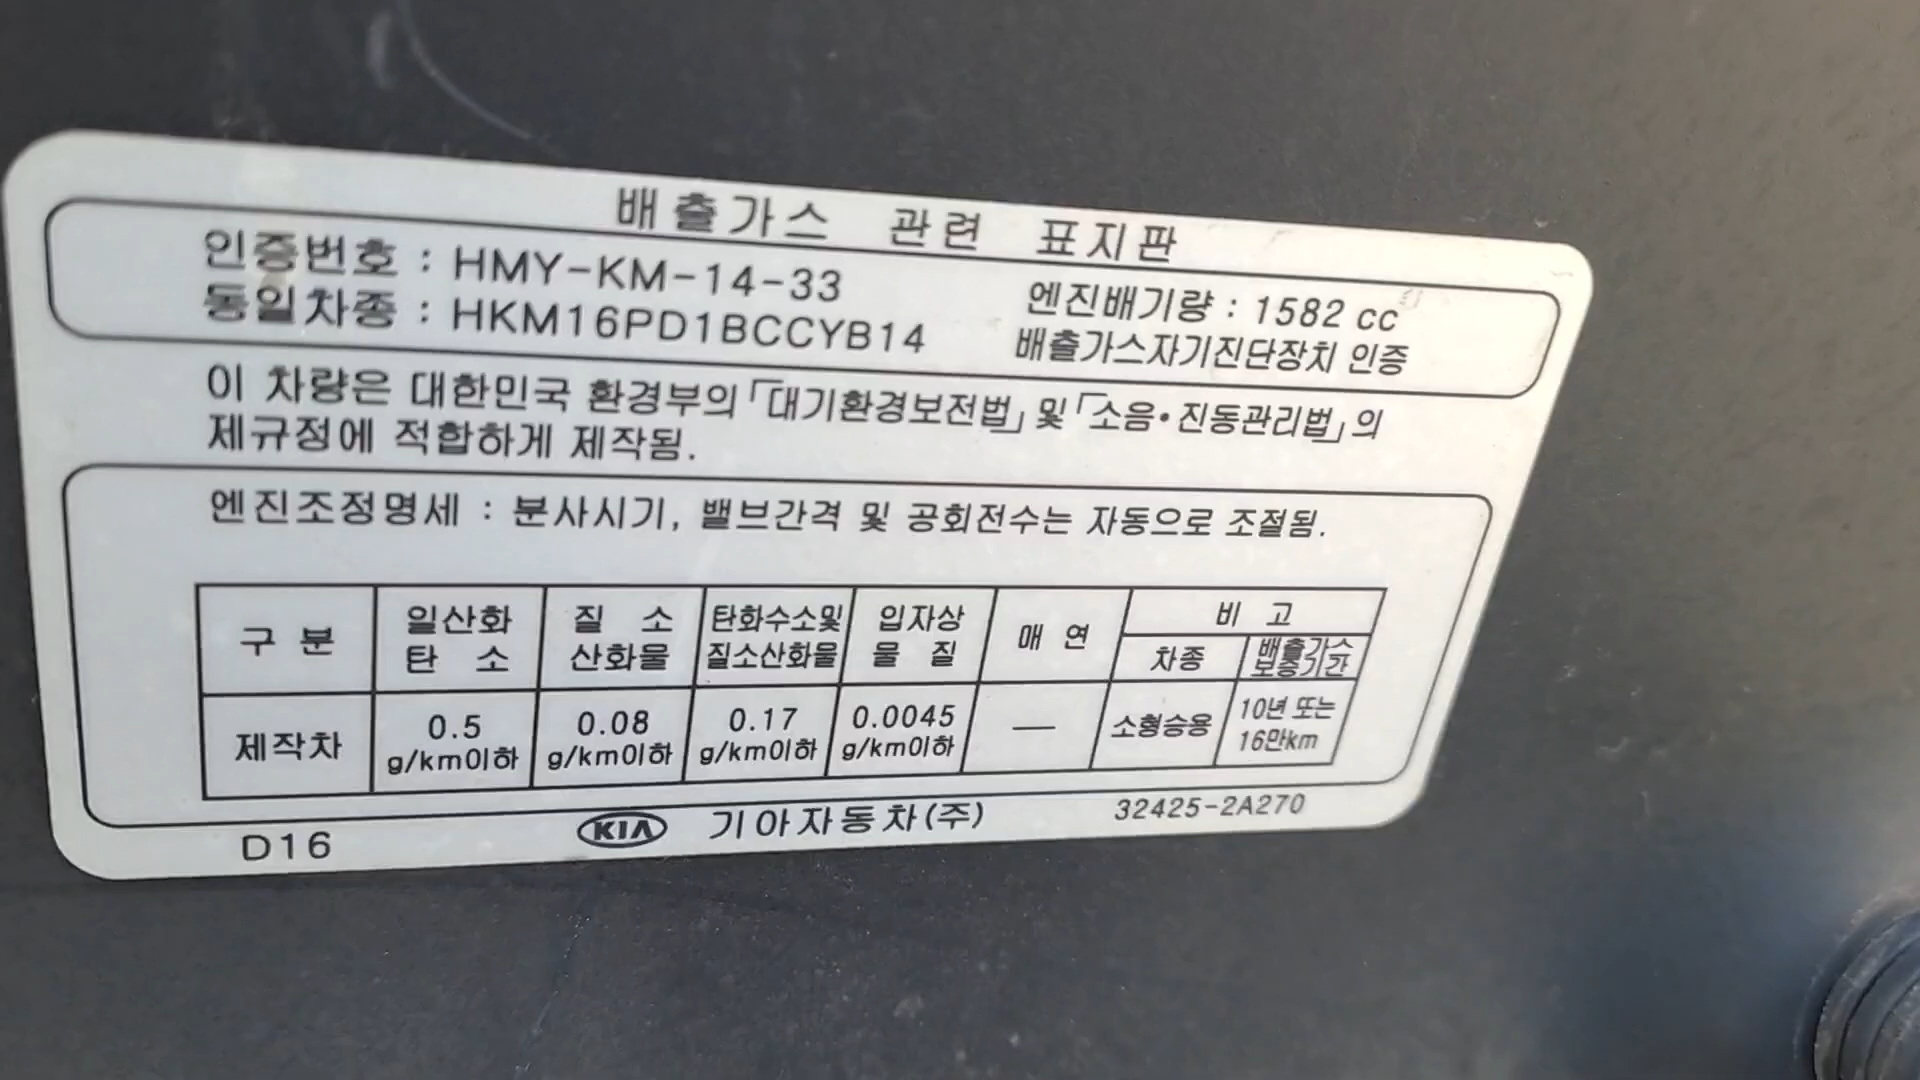 배출가스 관련 표지판
인증번호 : HMY-KM-14-33
동일차종 : HKM16PD1BCCYB14
엔진배기량 : 1582 cc
배출가스자기진단장치 인증
이 차량은 대한민국 환경부의 「대기환경보전법」 및 「소음•진동관리법」의
제규정에 적합하게 제작됨.
엔진조정명세 : 분사시기, 밸브간격 및 공회전수는 자동으로 조절됨.
구 분
일산화
탄 소
질 소
산화물
탄화수소및
질소산화물
입자상
물 질
매 연
비 고
차종
배출가스
보증기간
제작차
0.5
g/km이하
0.08
g/km이하
0.17
g/km이하
0.0045
g/km이하
—
소형승용
10년 또는
16만km
D16
KIA 기아자동차(주)
32425-2A270